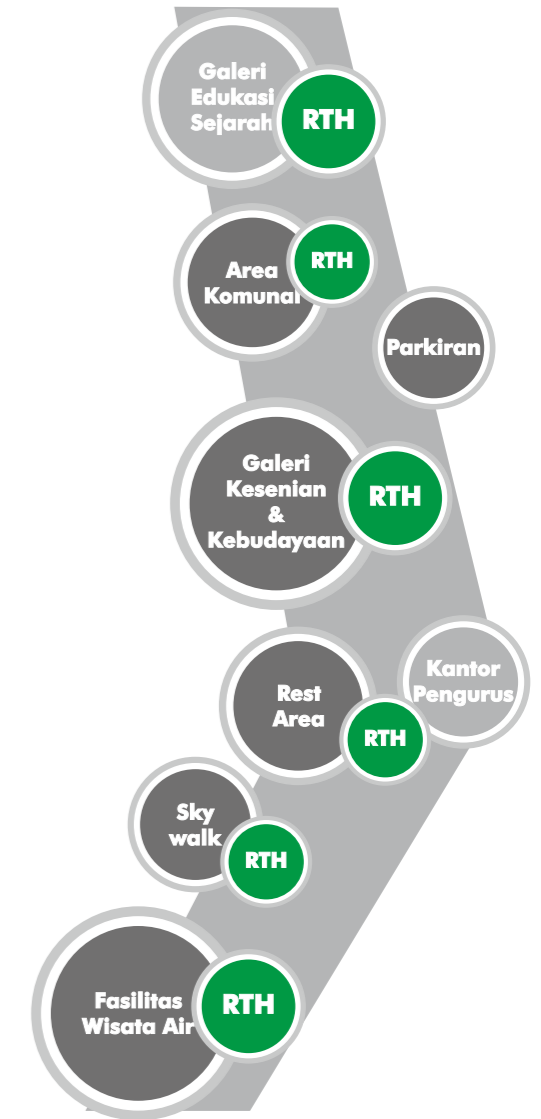 Galeri
Edukasi
Sejarah
RTH
Area
Komunal
RTH
Parkiran
Galeri
Kesenian
&
Kebudayaan
RTH
Kantor
Pengurus
Rest
Area
RTH
Sky
walk
RTH
Fasilitas
Wisata Air
RTH